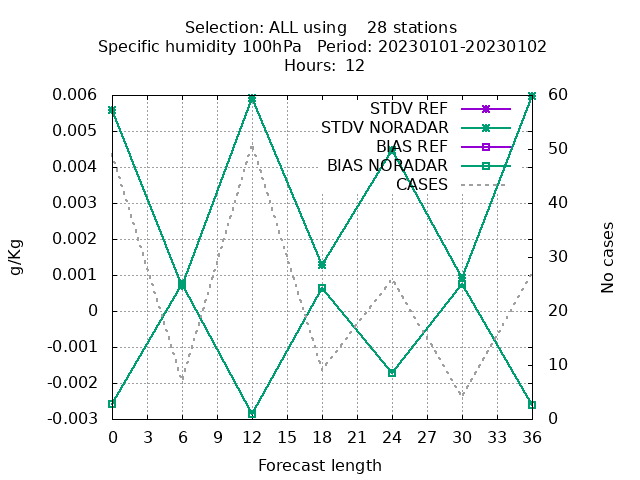 Selection: ALL using    28 stations
Specific humidity 100hPa   Period: 20230101-20230102
Hours: 12
0.006
0.005
0.004
0.003
0.002
0.001
0
-0.001
-0.002
-0.003
g/Kg
STDV REF
STDV NORADAR
BIAS REF
BIAS NORADAR
CASES
60
50
40
30
20
10
0
No cases
0 3 6 9 12 15 18 21 24 27 30 33 36
Forecast length